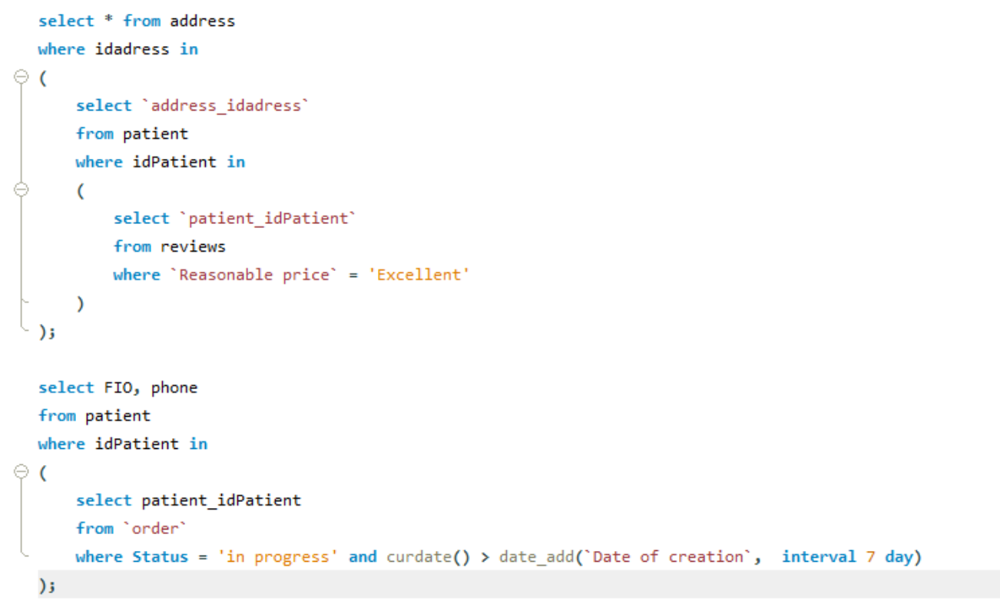 select * from address
where idadress in
(
select `address_idadress`
from patient
where idPatient in
(
select `patient_idPatient`
from reviews
where `Reasonable price` = 'Excellent'
)
);
select FIO, phone
from patient
where idPatient in
(
select patient_idPatient
from `order`
where Status = 'in progress' and curdate() > date_add(`Date of creation`,  interval 7 day)
);